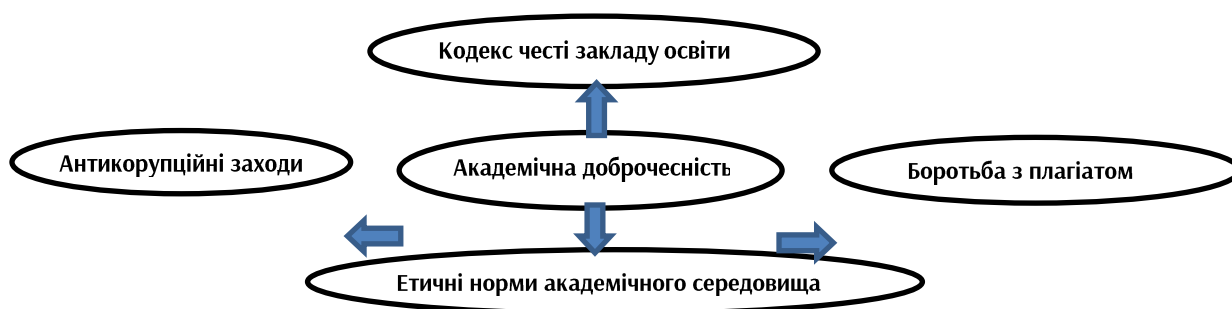 Кодекс честі закладу освіти
Антикорупційні заходи
Академічна доброчесність
Боротьба з плагіатом
Етичні норми академічного середовища